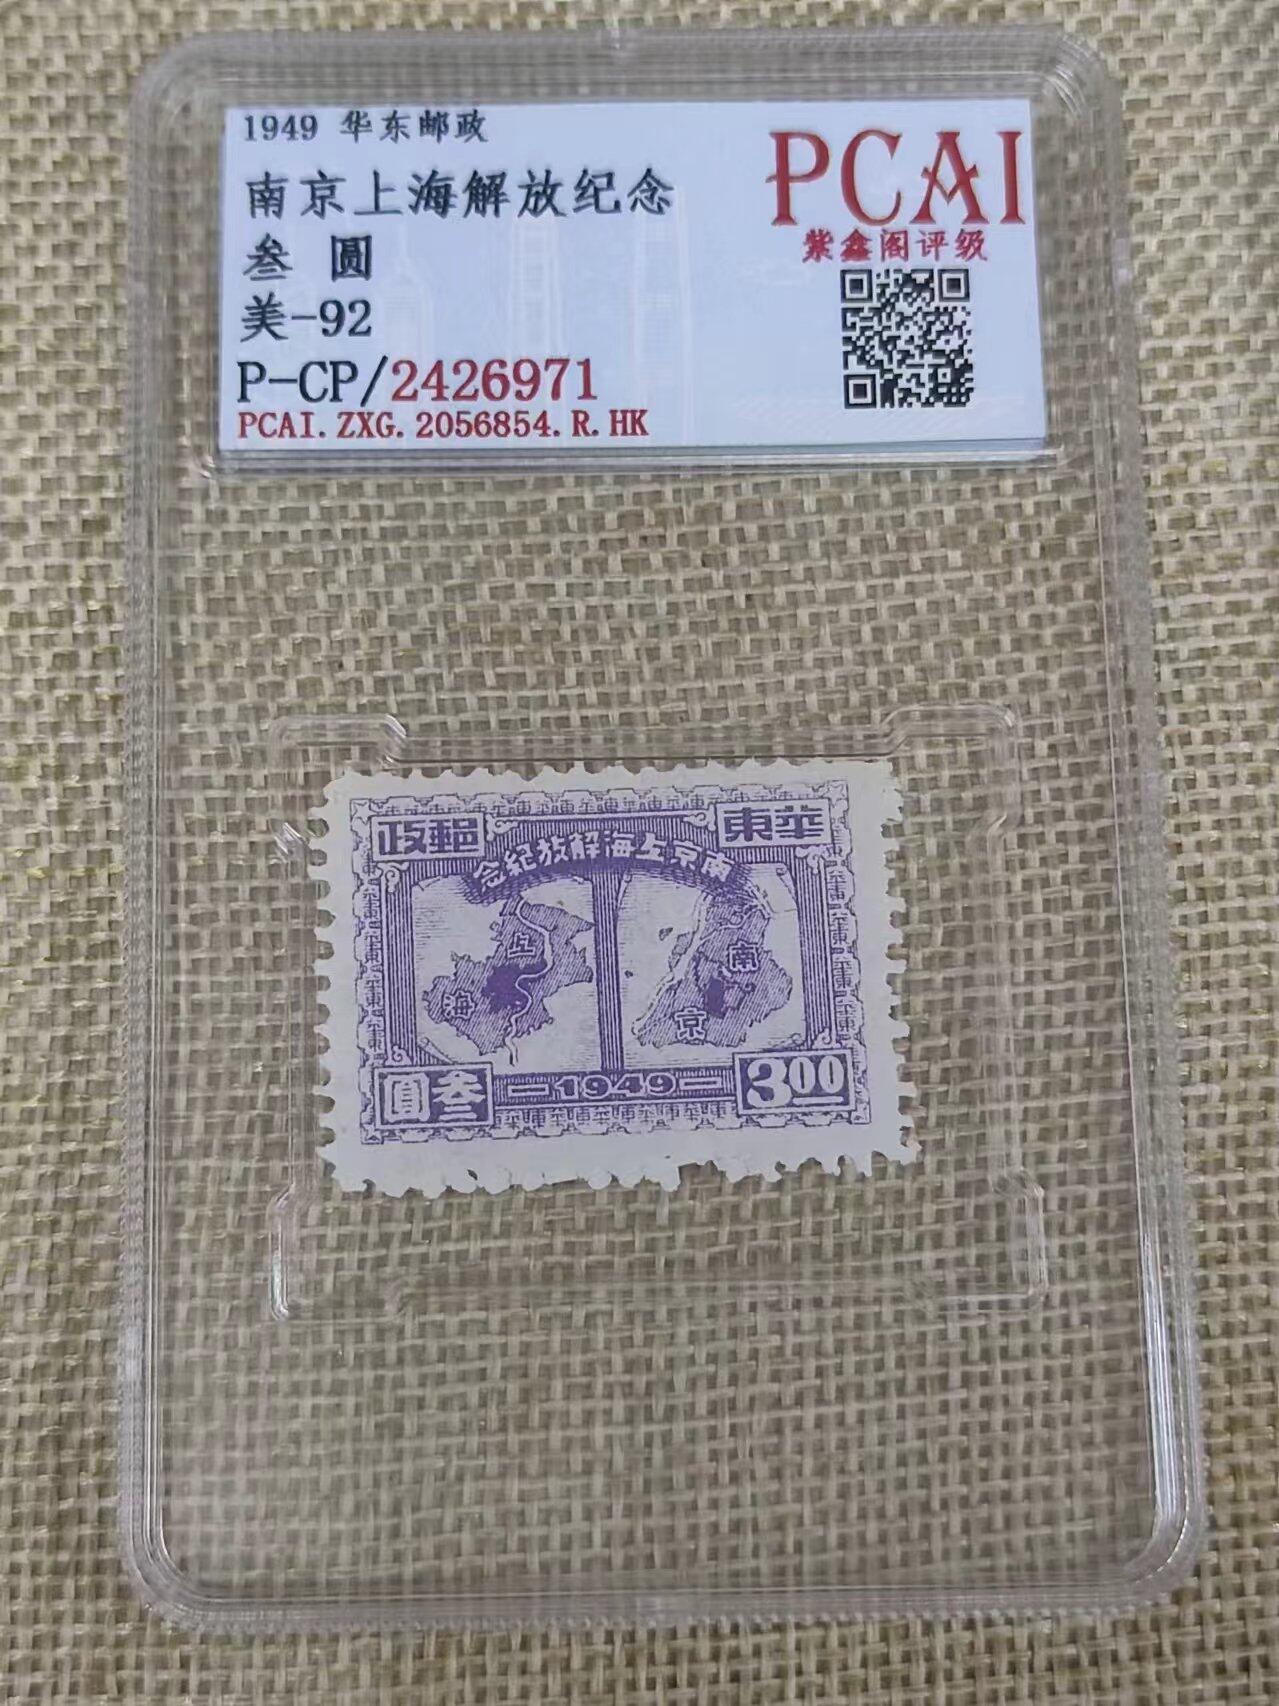 1949 华东邮政
南京上海解放纪念
叁 圆
美-92
P-CP/2426971
PCAI.ZXG.2056854.R.HK
PCAI
紫鑫阁评级
華東
郵政
南京上海解放紀念
上海
南京
叁圓
1949
3.00